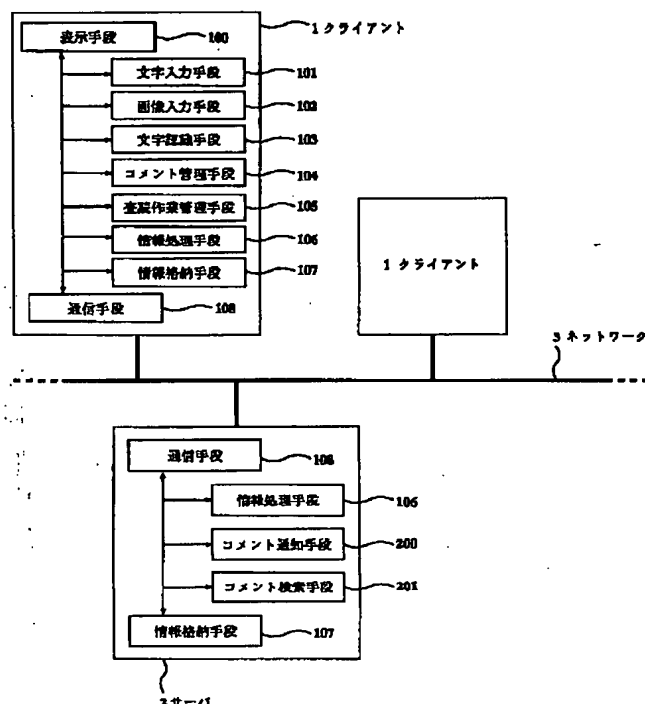 表示手段
100
1 クライアント
文字入力手段
101
画像入力手段
102
文字認識手段
103
コメント管理手段
104
査読作業管理手段
105
情報処理手段
106
情報格納手段
107
通信手段
108
1 クライアント
3 ネットワーク
通信手段
108
情報処理手段
106
コメント通知手段
200
コメント検索手段
201
情報格納手段
107
2 サーバ